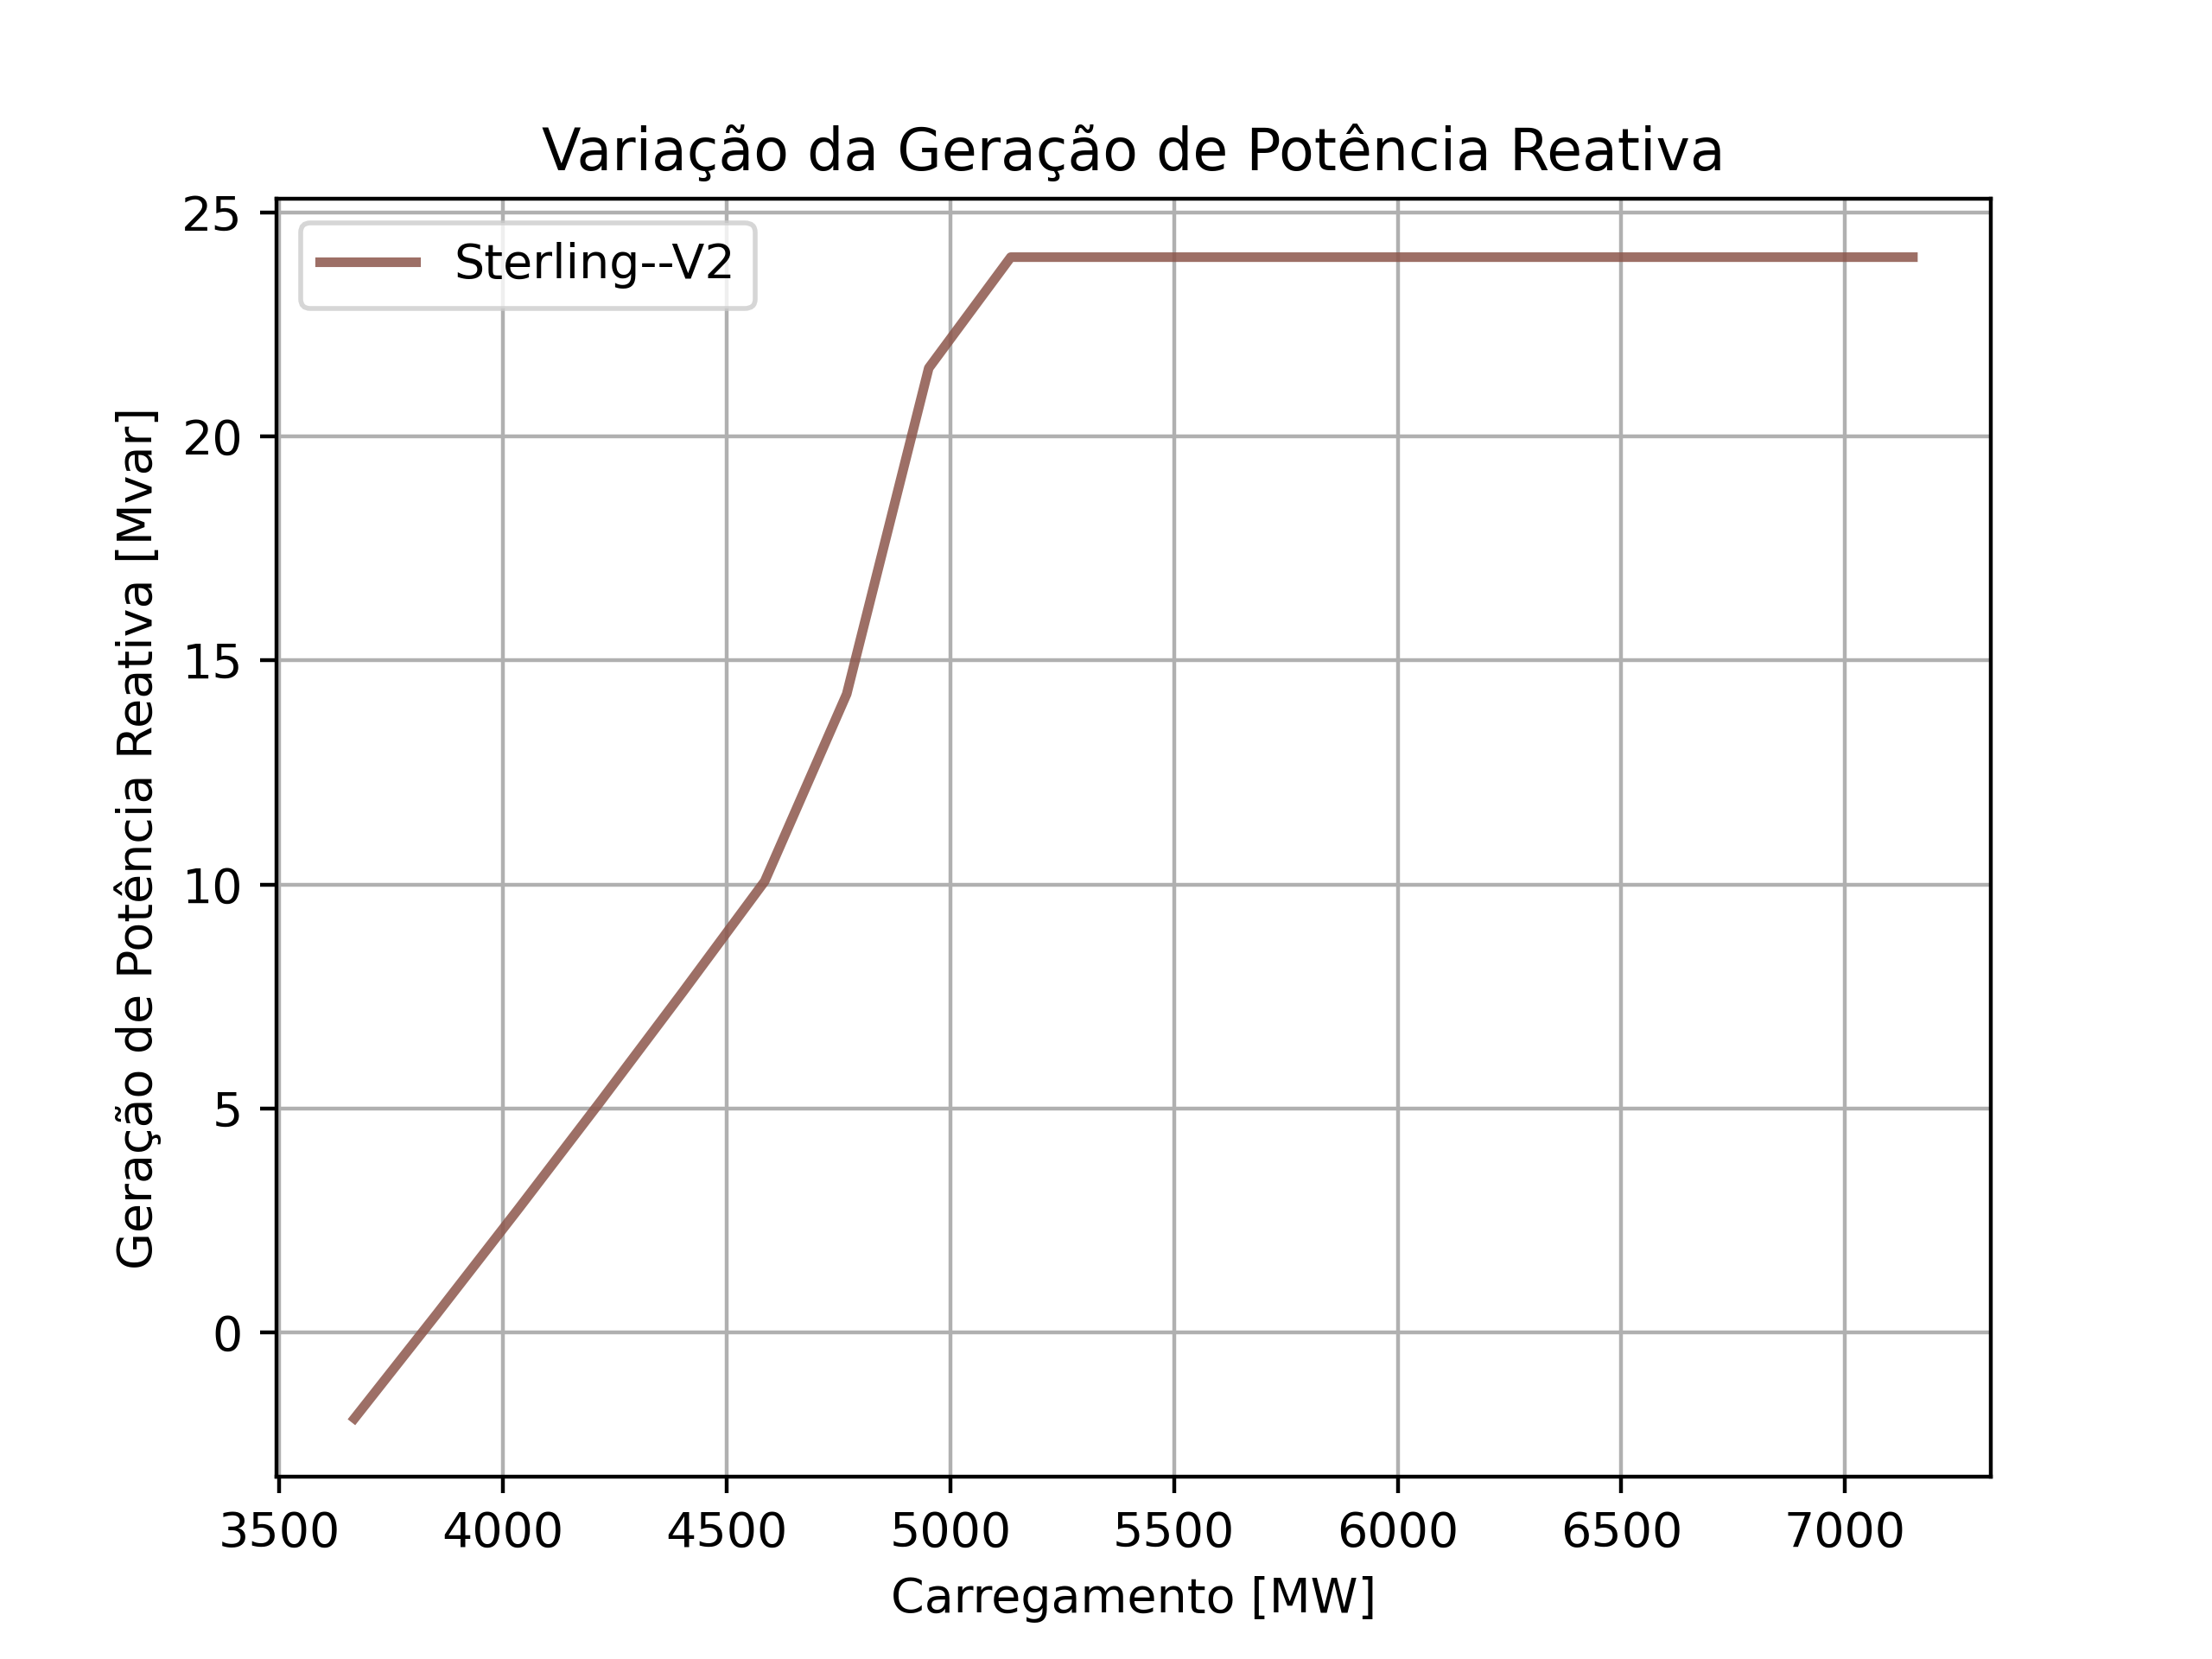 Variação da Geração de Potência Reativa
Sterling--V2
Geração de Potência Reativa [Mvar]
25
20
15
10
5
0
3500 4000 4500 5000 5500 6000 6500 7000
Carregamento [MW]